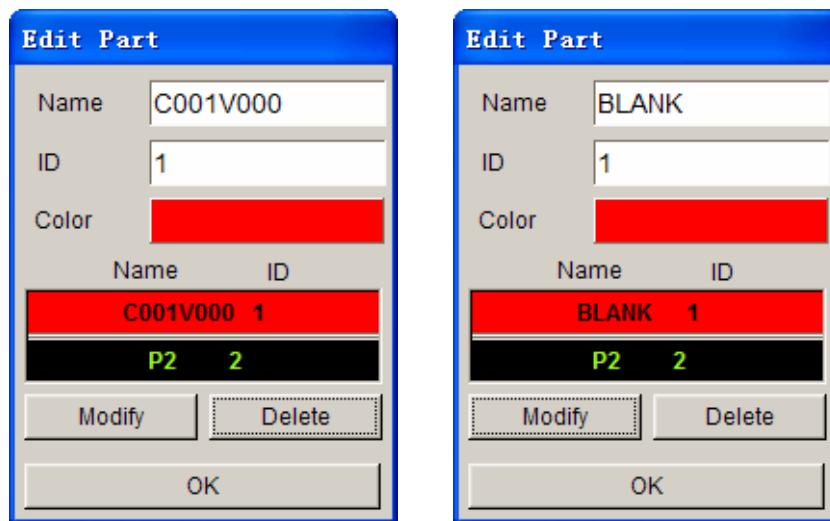 Edit Part
Name C001V000
ID 1
Color
Name ID
C001V000 1
P2 2
Modify Delete
OK
Edit Part
Name BLANK
ID 1
Color
Name ID
BLANK 1
P2 2
Modify Delete
OK